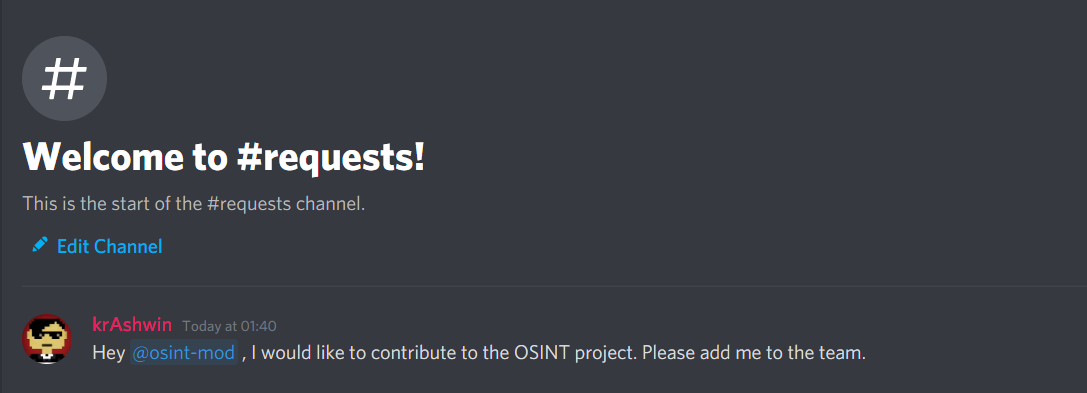 #
Welcome to #requests!
This is the start of the #requests channel.
Edit Channel
krAshwin Today at 01:40
Hey @osint-mod , I would like to contribute to the OSINT project. Please add me to the team.